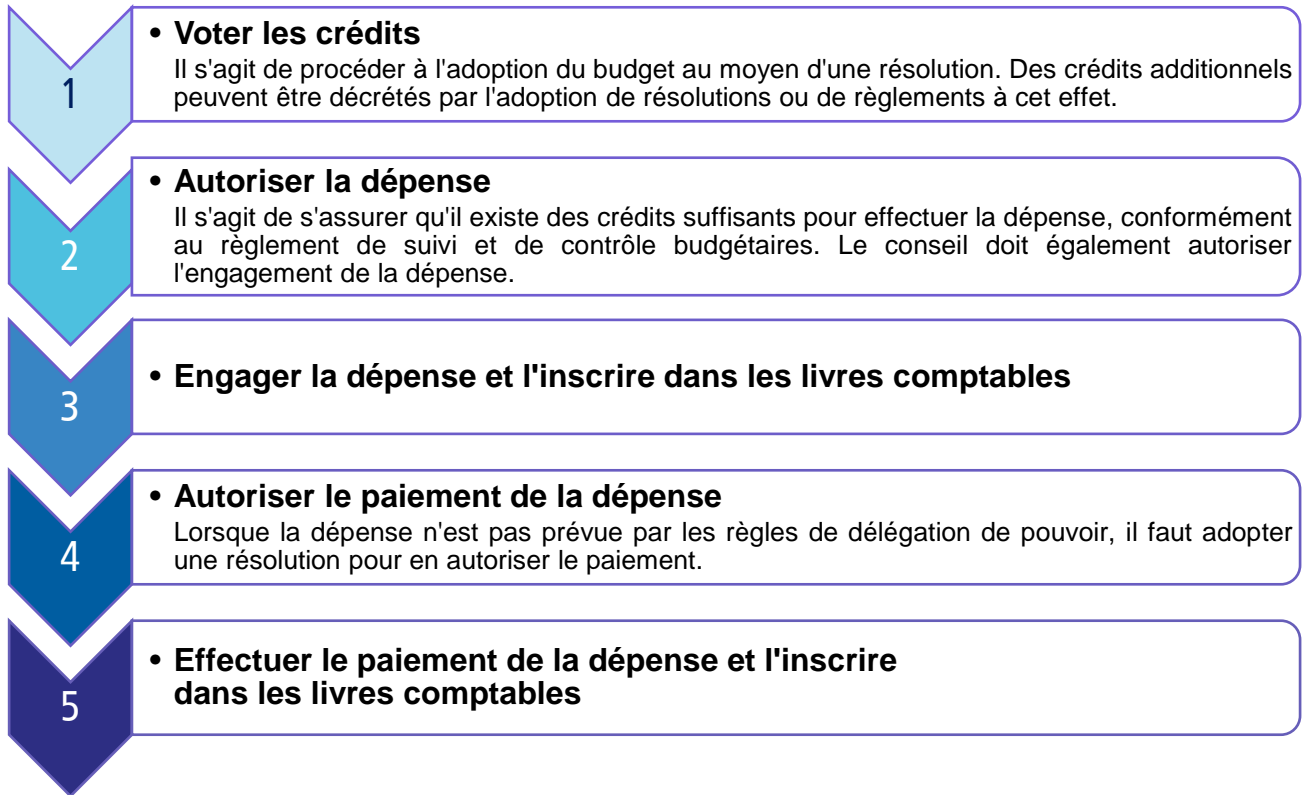 1
• Voter les crédits
Il s'agit de procéder à l'adoption du budget au moyen d'une résolution. Des crédits additionnels
peuvent être décrétés par l'adoption de résolutions ou de règlements à cet effet.
2
• Autoriser la dépense
Il s'agit de s'assurer qu'il existe des crédits suffisants pour effectuer la dépense, conformément
au règlement de suivi et de contrôle budgétaires. Le conseil doit également autoriser
l'engagement de la dépense.
3
• Engager la dépense et l'inscrire dans les livres comptables
4
• Autoriser le paiement de la dépense
Lorsque la dépense n'est pas prévue par les règles de délégation de pouvoir, il faut adopter
une résolution pour en autoriser le paiement.
5
• Effectuer le paiement de la dépense et l'inscrire
dans les livres comptables